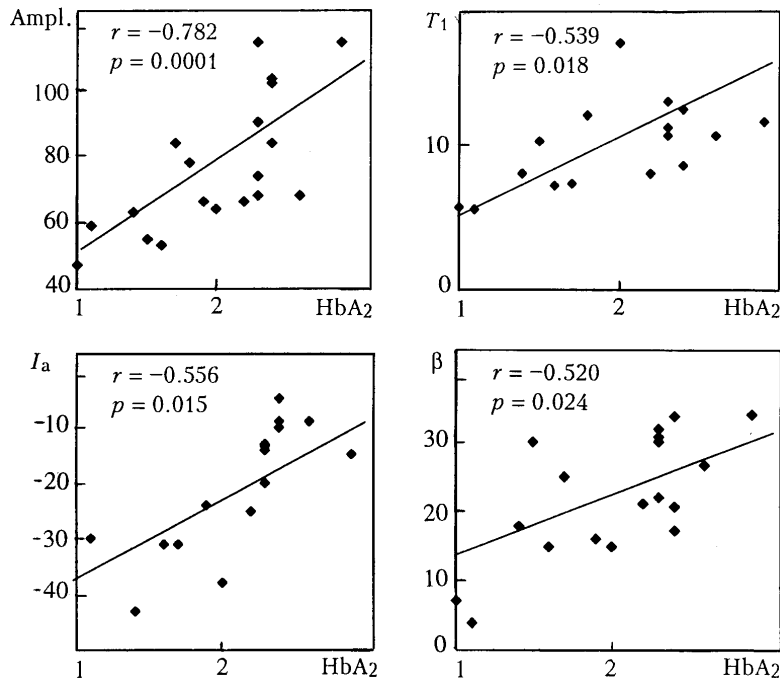 Ampl.
r = −0.782
p = 0.0001
100
80
60
40
1
2
HbA2
T1
r = −0.539
p = 0.018
10
0
1
2
HbA2
Ia
r = −0.556
p = 0.015
-10
-20
-30
-40
1
2
HbA2
β
r = −0.520
p = 0.024
30
20
10
0
1
2
HbA2